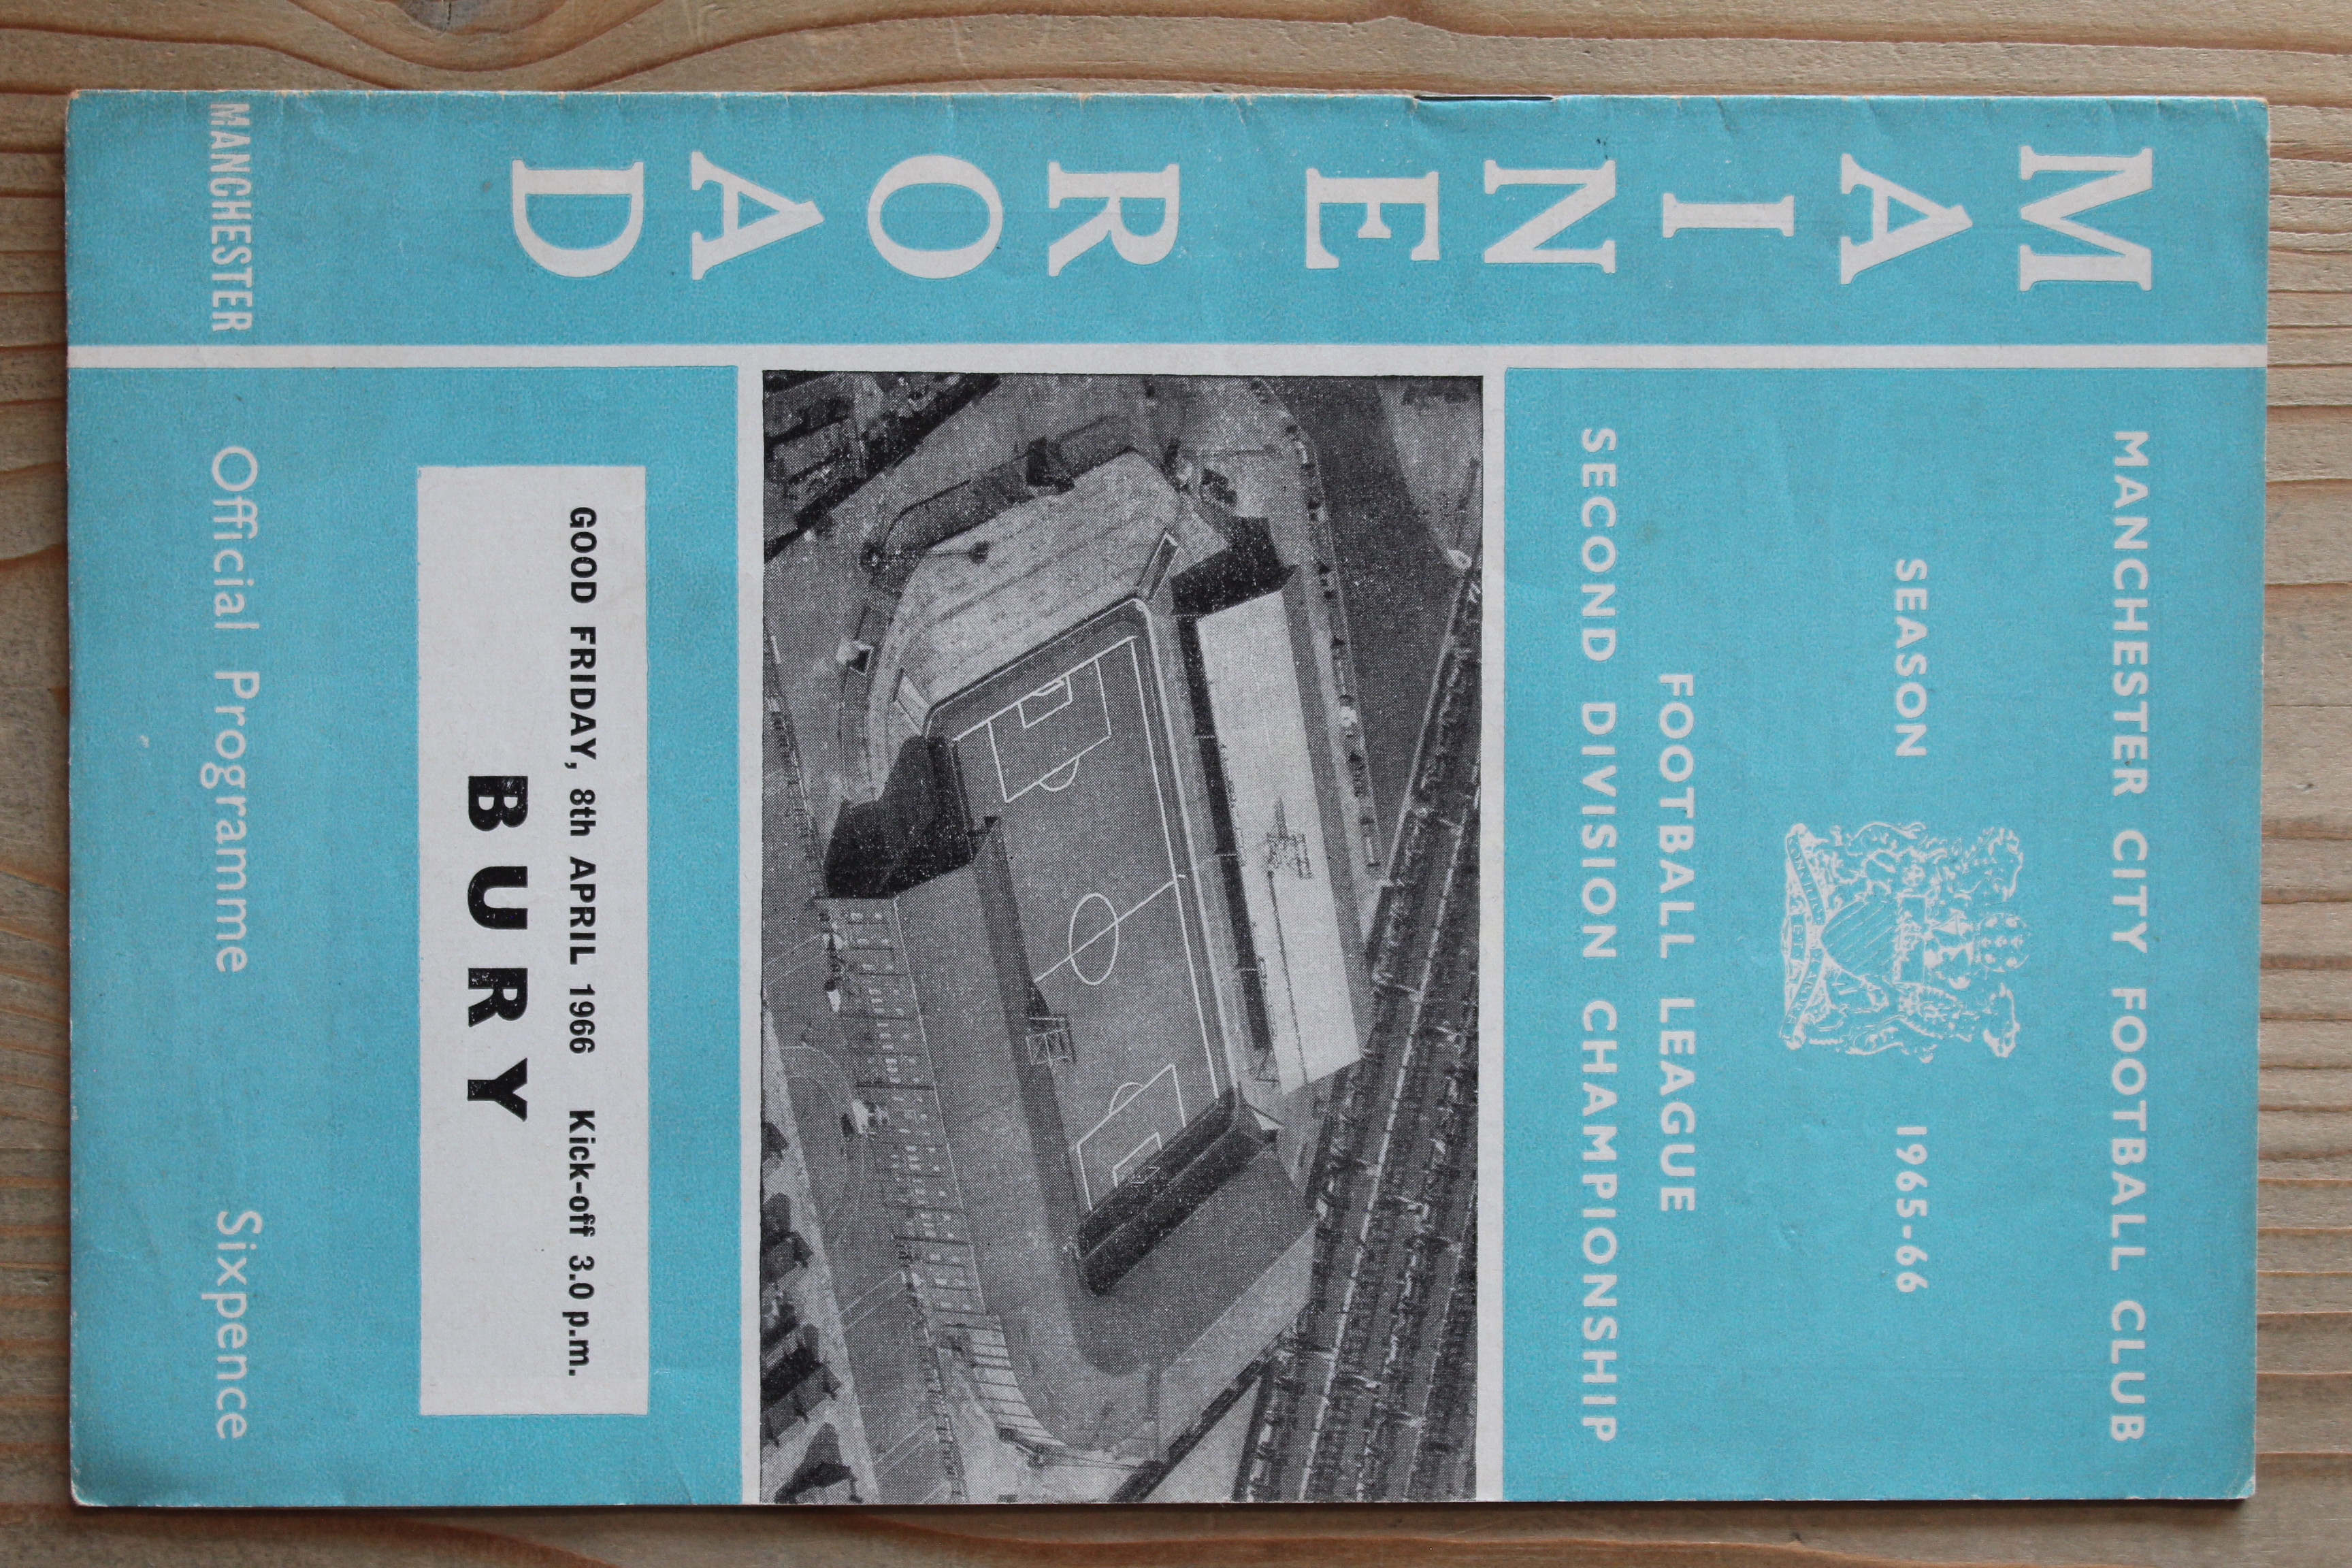 MANCHESTER CITY FOOTBALL CLUB
SEASON 1965-66
FOOTBALL LEAGUE
SECOND DIVISION CHAMPIONSHIP
MAINE ROAD
MANCHESTER
GOOD FRIDAY, 8th APRIL 1966 Kick-off 3.0 p.m.
BURY
Official Programme Sixpence